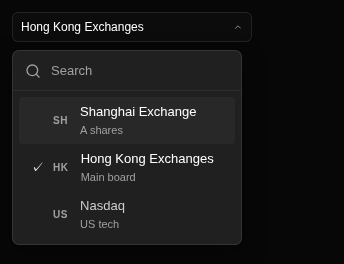 Hong Kong Exchanges
Search
SH Shanghai Exchange
A shares
HK Hong Kong Exchanges
Main board
US Nasdaq
US tech